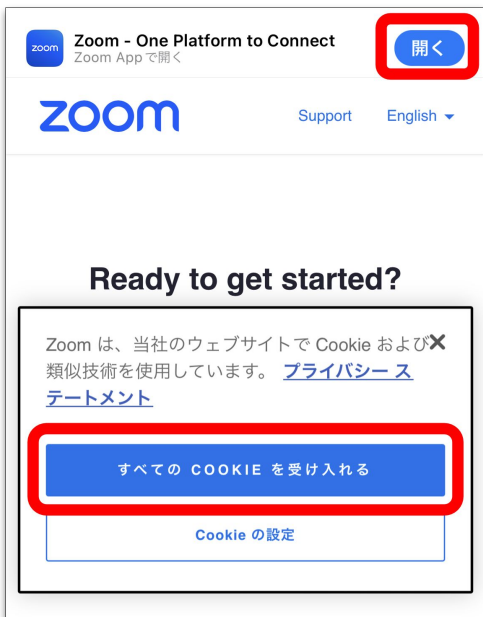 zoom
Zoom - One Platform to Connect
Zoom App で開く
開く
zoom
Support
English
Ready to get started?
Zoom は、当社のウェブサイトで Cookie および
類似技術を使用しています。 プライバシー ス
テートメント
すべての COOKIE を受け入れる
Cookie の設定